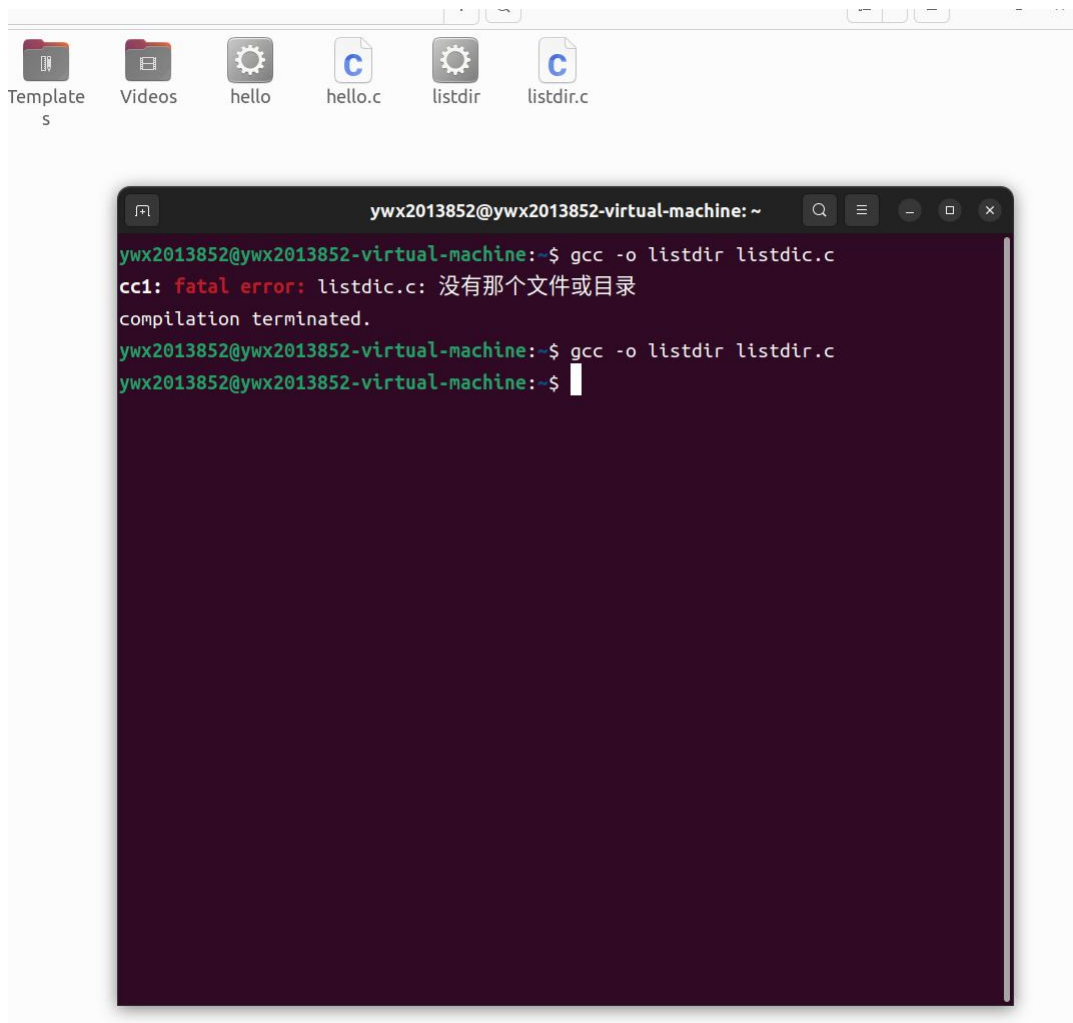 Template
s
Videos
hello
hello.c
listdir
listdir.c
ywx2013852@ywx2013852-virtual-machine: ~
ywx2013852@ywx2013852-virtual-machine:~$ gcc -o listdir listdic.c
cc1: fatal error: listdic.c: 没有那个文件或目录
compilation terminated.
ywx2013852@ywx2013852-virtual-machine:~$ gcc -o listdir listdir.c
ywx2013852@ywx2013852-virtual-machine:~$